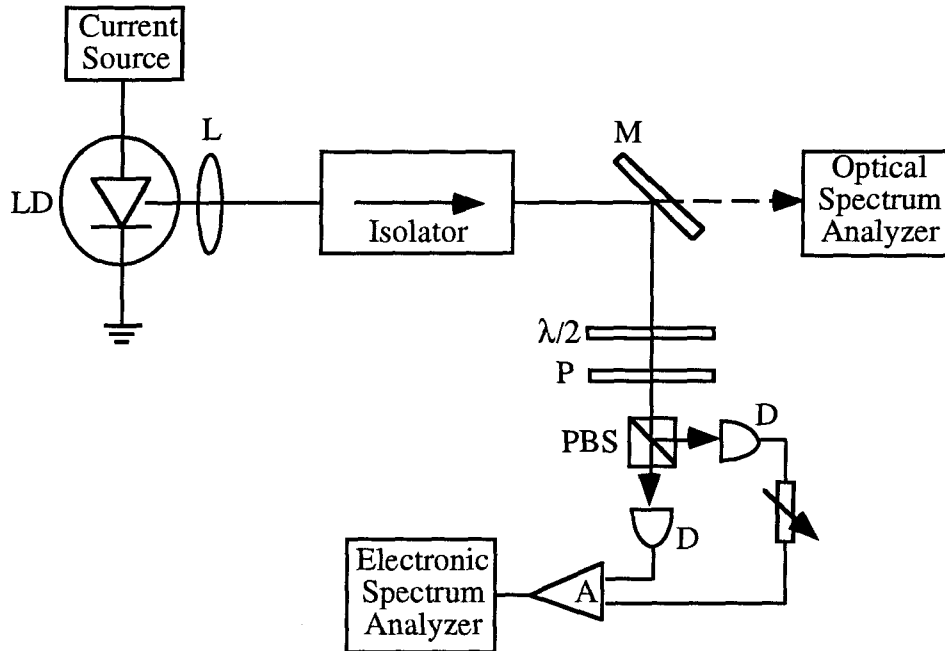 Current
Source
L
LD
Isolator
M
Optical
Spectrum
Analyzer
λ/2
P
PBS
D
D
A
Electronic
Spectrum
Analyzer